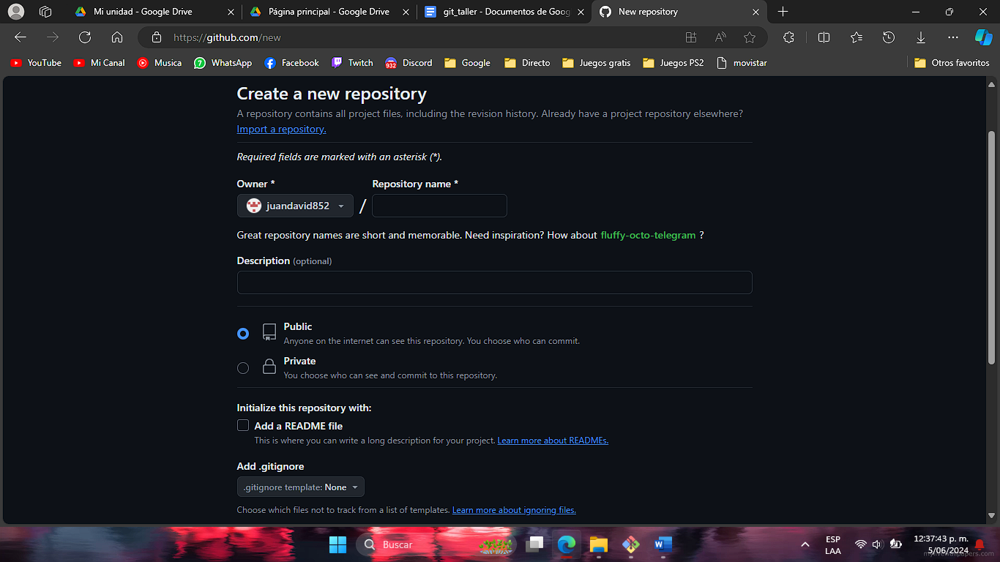 Mi unidad - Google Drive
Página principal - Google Drive
git_taller - Documentos de Goog
New repository
https://github.com/new
YouTube
Mi Canal
Musica
7
WhatsApp
Facebook
Twitch
932
Discord
Google
Directo
Juegos gratis
Juegos PS2
movistar
Otros favoritos
Create a new repository
A repository contains all project files, including the revision history. Already have a project repository elsewhere?
Import a repository.
Required fields are marked with an asterisk (*).
Owner *
Repository name *
juandavid852
/
Great repository names are short and memorable. Need inspiration? How about fluffy-octo-telegram ?
Description (optional)
Public
Anyone on the internet can see this repository. You choose who can commit.
Private
You choose who can see and commit to this repository.
Initialize this repository with:
Add a README file
This is where you can write a long description for your project. Learn more about READMEs.
Add .gitignore
.gitignore template: None
Choose which files not to track from a list of templates. Learn more about ignoring files.
Buscar
ESP
LAA
12:37:43 p. m.
5/06/2024